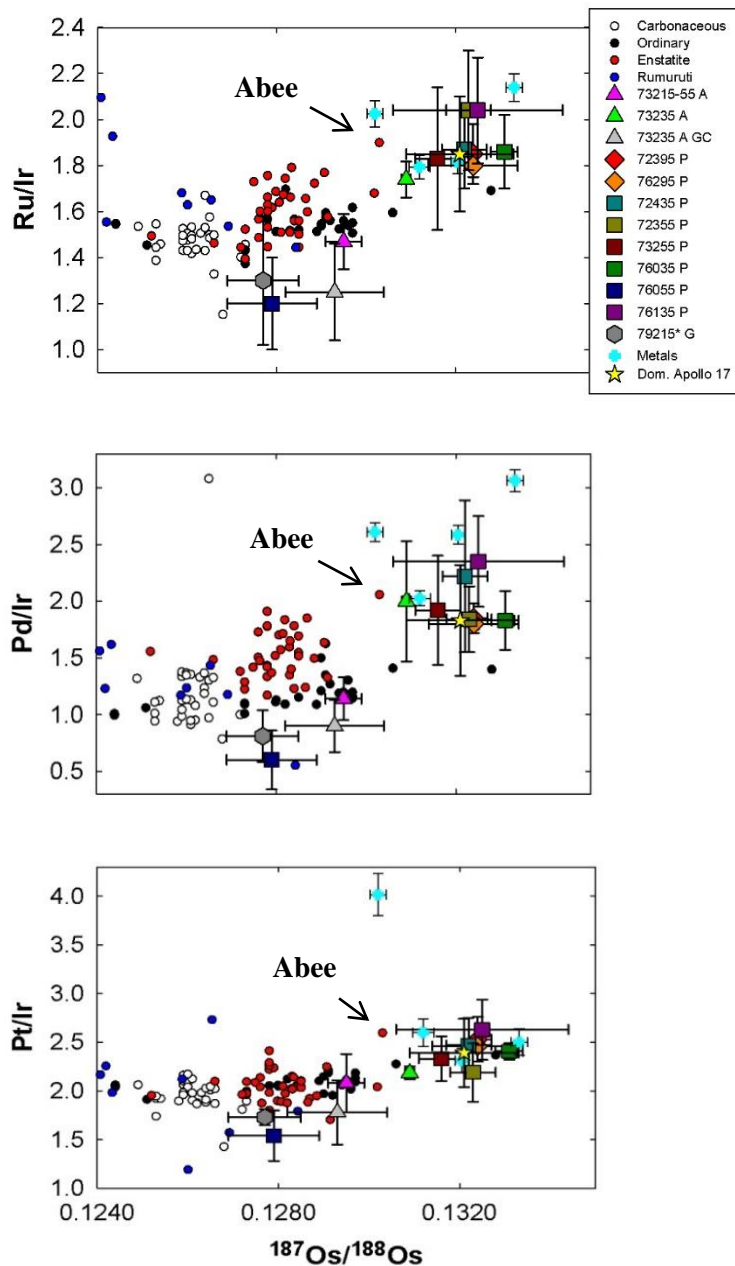 2.4
2.2
2.0
1.8
1.6
1.4
1.2
1.0
Ru/Ir
Abee
Carbonaceous
Ordinary
Enstatite
Rumuruti
73215-55 A
73235 A
73235 A GC
72395 P
76295 P
72435 P
72355 P
73255 P
76035 P
76055 P
76135 P
79215* G
Metals
Dom. Apollo 17
3.0
2.5
2.0
1.5
1.0
0.5
Pd/Ir
Abee
4.0
3.5
3.0
2.5
2.0
1.5
1.0
Pt/Ir
Abee
0.1240 0.1280 0.1320
¹⁸⁷Os/¹⁸⁸Os